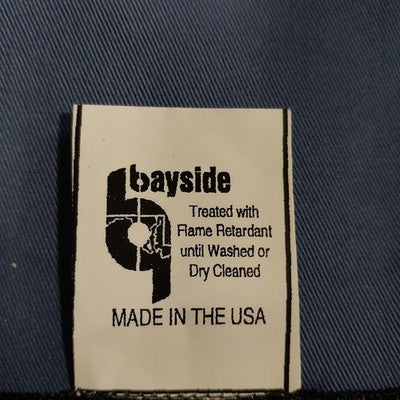 bayside
Treated with
Flame Retardant
until Washed or
Dry Cleaned
MADE IN THE USA